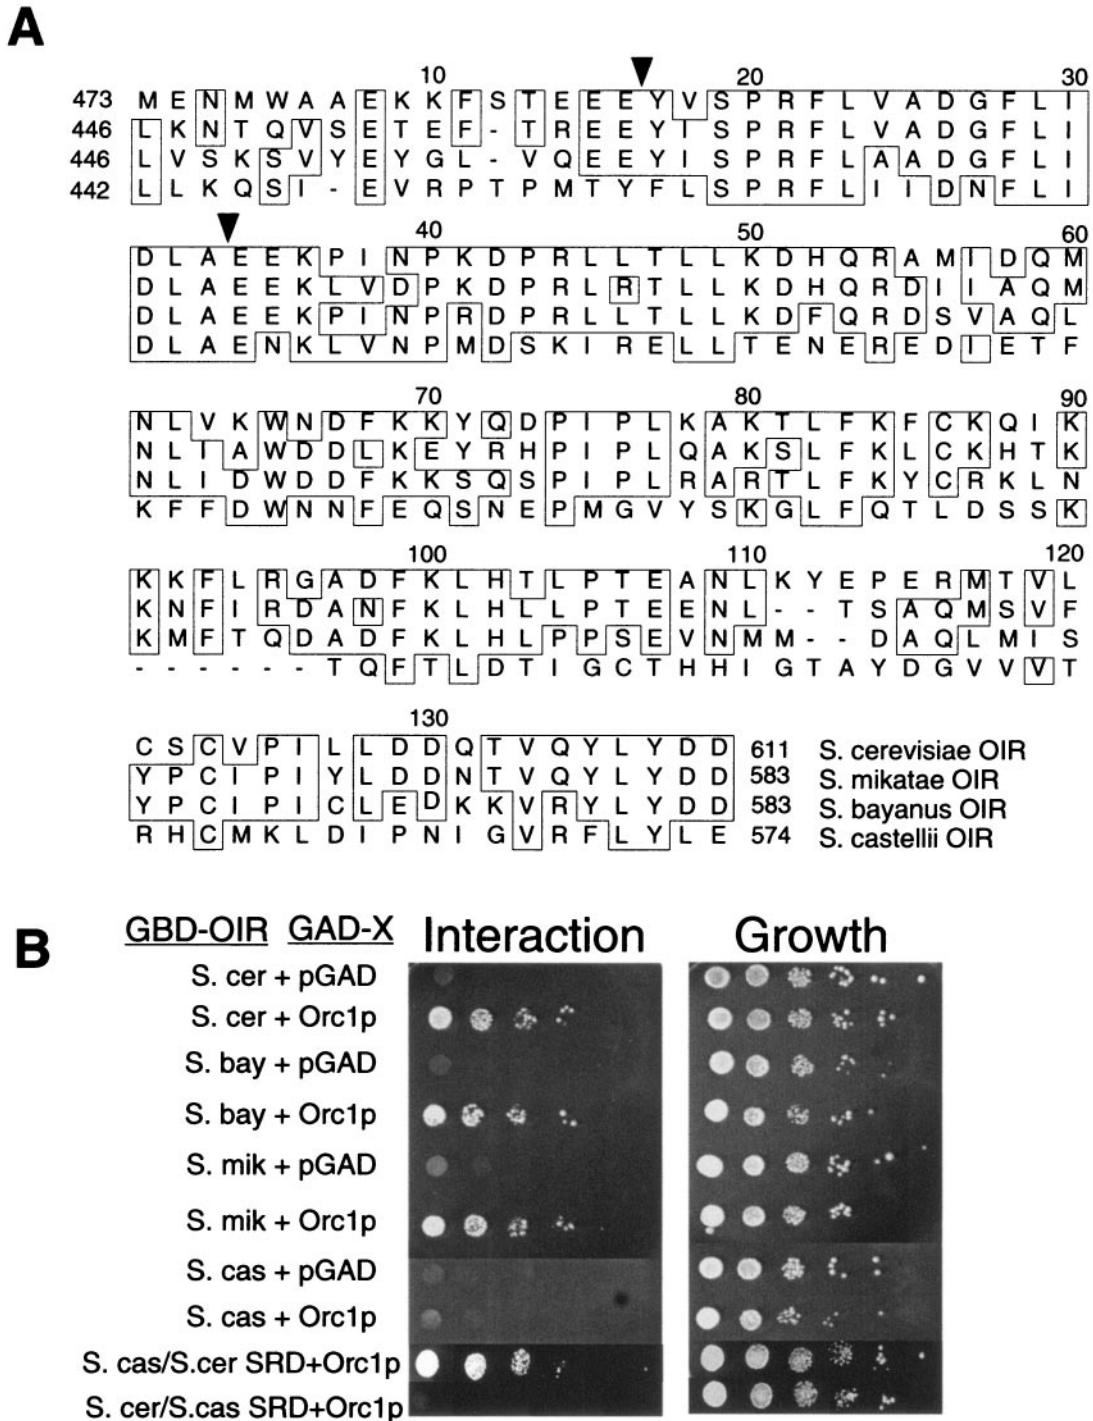 A
10 20 30
473 M E N M W A A E K K F S T E E E Y V S P R F L V A D G F L I
446 L K N T Q V S E T E F - T R E E Y I S P R F L V A D G F L I
446 L V S K S V Y E Y G L - V Q E E Y I S P R F L A A D G F L I
442 L L K Q S I - E V R P T P M T Y F L S P R F L I I D N F L I
40 50 60
D L A E E K P I N P K D P R L L T L L K D H Q R A M I D Q M
D L A E E K L V D P K D P R L R T L L K D H Q R D I I A Q M
D L A E E K P I N P R D P R L L T L L K D F Q R D S V A Q L
D L A E N K L V N P M D S K I R E L L T E N E R E D I E T F
70 80 90
N L V K W N D F K K Y Q D P I P L K A K T L F K F C K Q I K
N L I A W D D L K E Y R H P I P L Q A K S L F K L C K H T K
N L I D W D D F K K S Q S P I P L R A R T L F K Y C R K L N
K F F D W N N F E Q S N E P M G V Y S K G L F Q T L D S S K
100 110 120
K K F L R G A D F K L H T L P T E A N L K Y E P E R M T V L
K N F I R D A N F K L H L L P T E E N L - - T S A Q M S V F
K M F T Q D A D F K L H L P P S E V N M M - - D A Q L M I S
- - - - - - T Q F T L D T I G C T H H I G T A Y D G V V V T
130
C S C V P I L L D D Q T V Q Y L Y D D 611 S. cerevisiae OIR
Y P C I P I Y L D D N T V Q Y L Y D D 583 S. mikatae OIR
Y P C I P I C L E D K K V R Y L Y D D 583 S. bayanus OIR
R H C M K L D I P N I G V R F L Y L E 574 S. castellii OIR
B
GBD-OIR GAD-X Interaction Growth
S. cer + pGAD
S. cer + Orc1p
S. bay + pGAD
S. bay + Orc1p
S. mik + pGAD
S. mik + Orc1p
S. cas + pGAD
S. cas + Orc1p
S. cas/S.cer SRD+Orc1p
S. cer/S.cas SRD+Orc1p